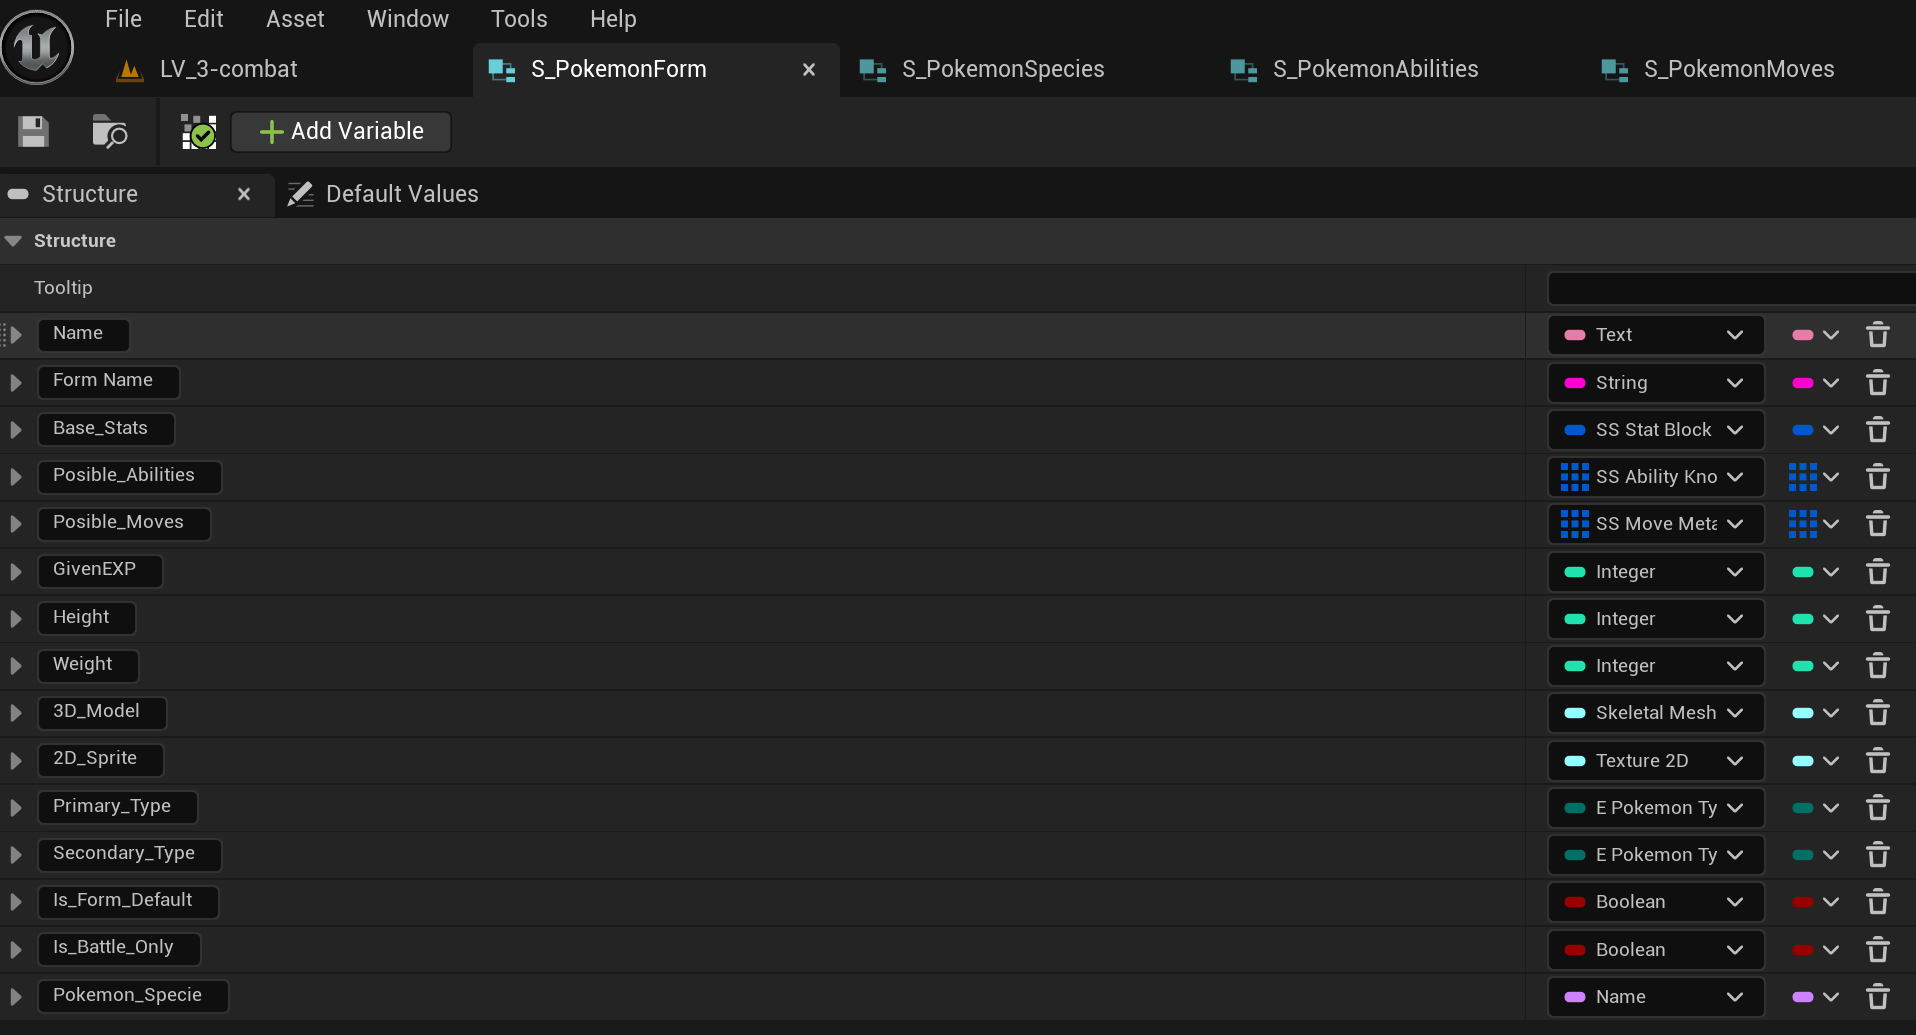 File Edit Asset Window Tools Help
LV_3-combat S_PokemonForm S_PokemonSpecies S_PokemonAbilities S_PokemonMoves
Add Variable
Structure Default Values
Structure
Tooltip
Name Text
Form Name String
Base_Stats SS Stat Block
Posible_Abilities SS Ability Kno
Posible_Moves SS Move Meta
GivenEXP Integer
Height Integer
Weight Integer
3D_Model Skeletal Mesh
2D_Sprite Texture 2D
Primary_Type E Pokemon Ty
Secondary_Type E Pokemon Ty
Is_Form_Default Boolean
Is_Battle_Only Boolean
Pokemon_Specie Name